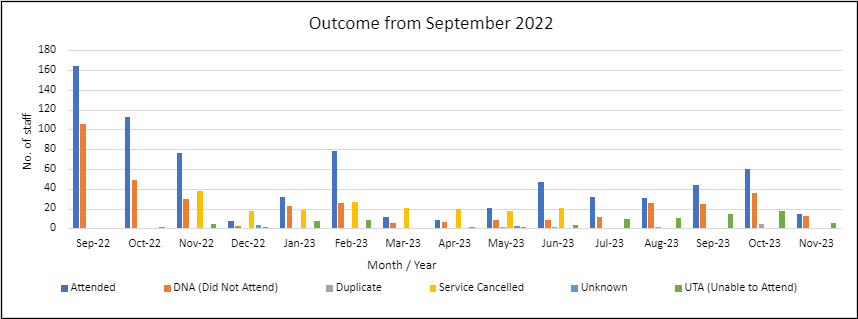 Outcome from September 2022
180
160
140
120
100
80
60
40
20
0
No. of staff
Sep-22 Oct-22 Nov-22 Dec-22 Jan-23 Feb-23 Mar-23 Apr-23 May-23 Jun-23 Jul-23 Aug-23 Sep-23 Oct-23 Nov-23
Month / Year
Attended DNA (Did Not Attend) Duplicate Service Cancelled Unknown UTA (Unable to Attend)